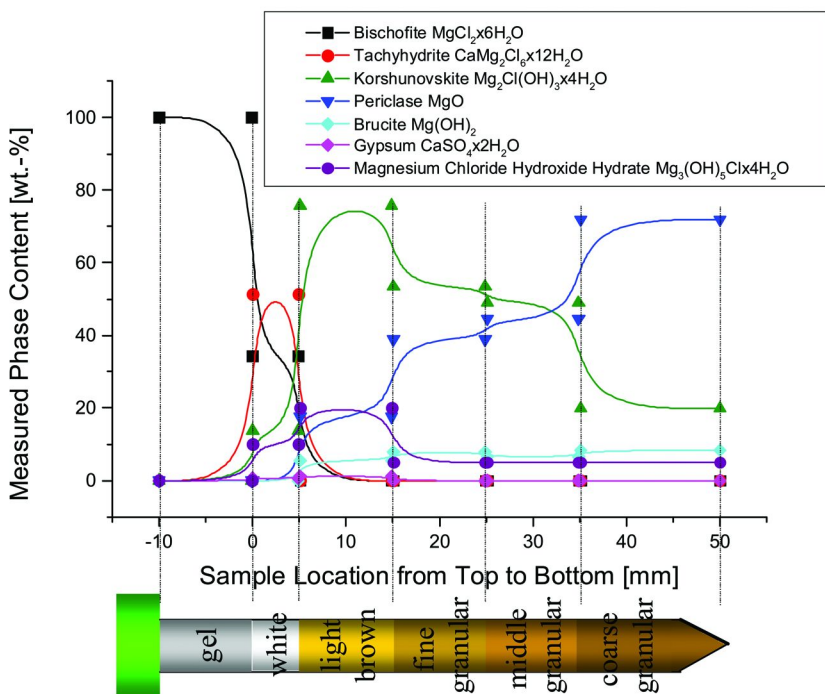 Bischofite MgCl₂x6H₂O
Tachyhydrite CaMg₂Cl₆x12H₂O
Korshunovskite Mg₂Cl(OH)₃x4H₂O
Periclase MgO
Brucite Mg(OH)₂
Gypsum CaSO₄x2H₂O
Magnesium Chloride Hydroxide Hydrate Mg₃(OH)₅Clx4H₂O
Measured Phase Content [wt.-%]
100
80
60
40
20
0
-10 0 10 20 30 40 50
Sample Location from Top to Bottom [mm]
gel
white
light
brown
fine
granular
middle
granular
coarse
granular